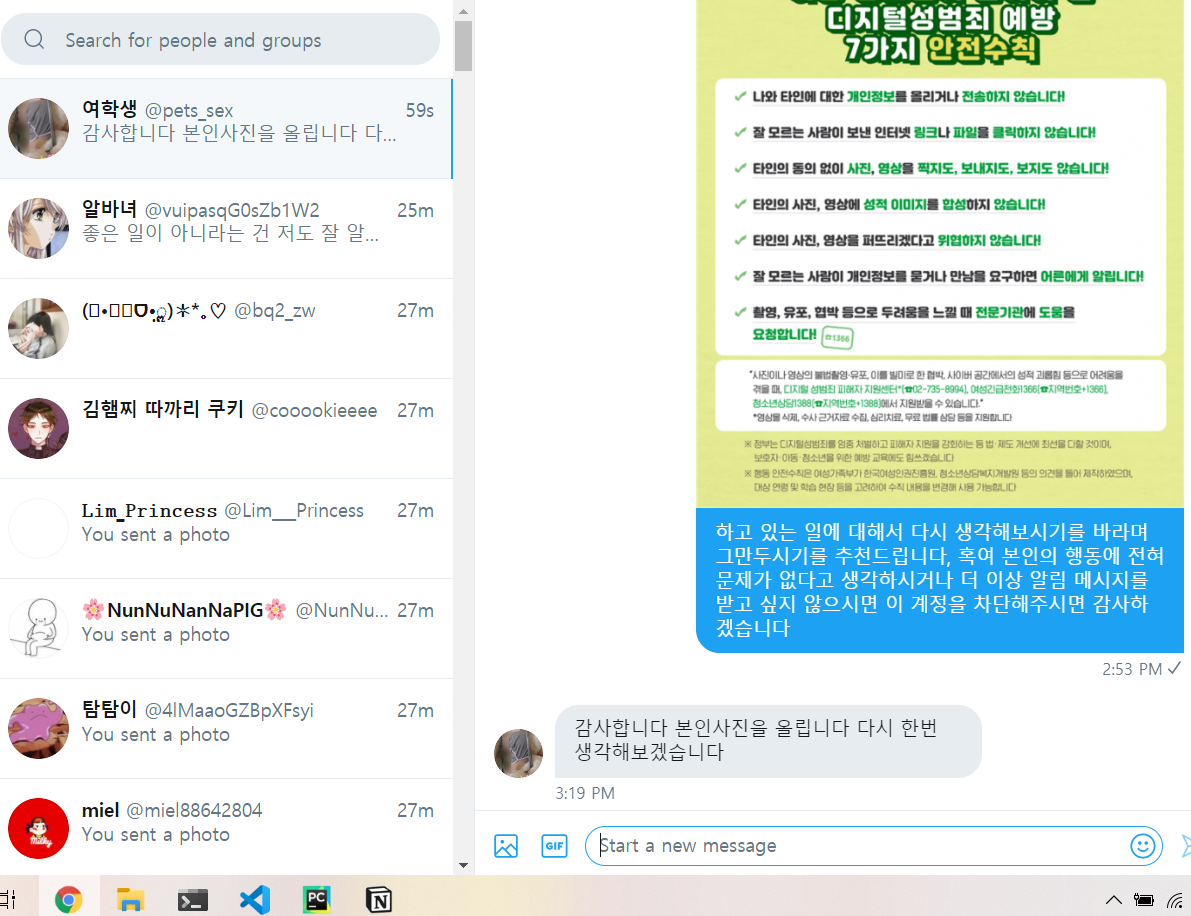 Search for people and groups
여학생 @pets_sex 59s
감사합니다 본인사진을 올립니다 다...
알바녀 @vuipasqG0sZb1W2 25m
좋은 일이 아니라는 건 저도 잘 알...
@bq2_zw 27m
김햄찌 따까리 쿠키 @cooookieeee 27m
Lim_Princess @Lim___Princess 27m
You sent a photo
🌸NunNuNanNaPIG🌸 @NunNu... 27m
You sent a photo
탐탐이 @4lMaaoGZBpXFsyi 27m
You sent a photo
miel @miel88642804 27m
You sent a photo
디지털성범죄 예방
7가지 안전수칙
✓ 나와 타인에 대한 개인정보를 올리거나 전송하지 않습니다!
✓ 잘 모르는 사람이 보낸 인터넷 링크나 파일을 클릭하지 않습니다!
✓ 타인의 동의 없이 사진, 영상을 찍지도, 보내지도, 보지도 않습니다!
✓ 타인의 사진, 영상에 성적 이미지를 합성하지 않습니다!
✓ 타인의 사진, 영상을 퍼뜨리겠다고 위협하지 않습니다!
✓ 잘 모르는 사람이 개인정보를 묻거나 만남을 요구하면 어른에게 알립니다!
✓ 촬영, 유포, 협박 등으로 두려움을 느낄 때 전문기관에 도움을
요청합니다! ☎1366
"사진이나 영상의 불법촬영·유포, 이를 빌미로 한 협박, 사이버 공간에서의 성적 괴롭힘 등으로 어려움을
겪을 때, 디지털 성범죄 피해자 지원센터*(☎02-735-8994), 여성긴급전화1366(☎지역번호+1366),
청소년상담1388(☎지역번호+1388)에서 지원받을 수 있습니다."
*영상물 삭제, 수사 근거자료 수집, 심리치료, 무료 법률 상담 등을 지원합니다
※ 정부는 디지털성범죄를 엄중 처벌하고 피해자 지원을 강화하는 등 법·제도 개선에 최선을 다할 것이며,
보호자·아동·청소년을 위한 예방 교육에도 힘쓰겠습니다
※ 행동 안전수칙은 여성가족부가 한국여성인권진흥원, 청소년상담복지개발원 등의 의견을 들어 제작하였으며,
대상 연령 및 학습 현장 등을 고려하여 수칙 내용을 변경해 사용 가능합니다
하고 있는 일에 대해서 다시 생각해보시기를 바라며
그만두시기를 추천드립니다, 혹여 본인의 행동에 전혀
문제가 없다고 생각하시거나 더 이상 알림 메시지를
받고 싶지 않으시면 이 계정을 차단해주시면 감사하
겠습니다
2:53 PM ✓
감사합니다 본인사진을 올립니다 다시 한번
생각해보겠습니다
3:19 PM
GIF
Start a new message
PC
N